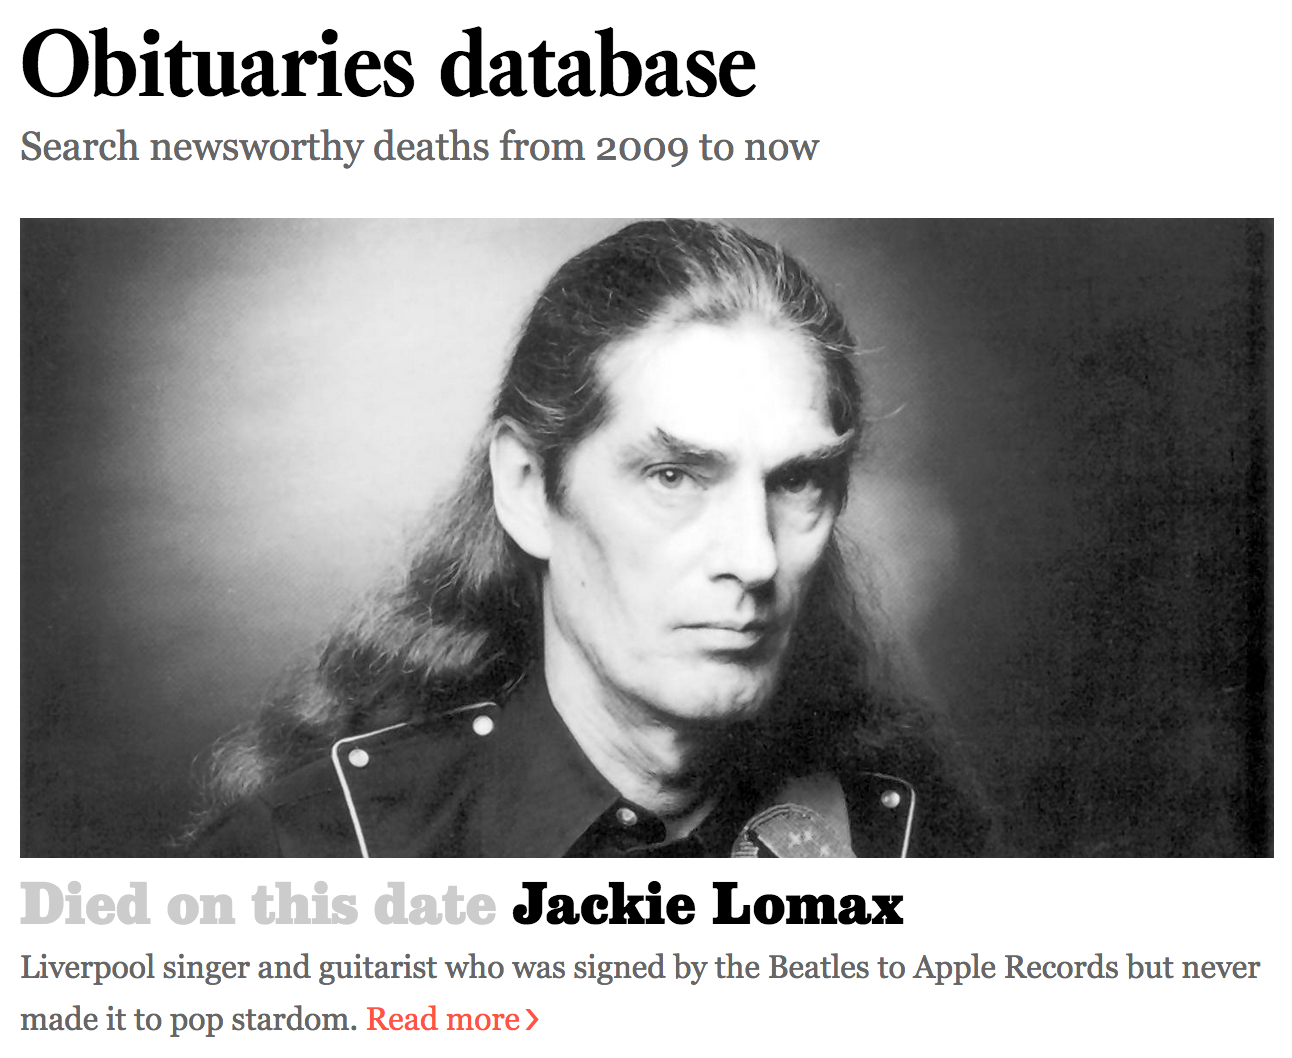 Obituaries database
Search newsworthy deaths from 2009 to now
Died on this date Jackie Lomax
Liverpool singer and guitarist who was signed by the Beatles to Apple Records but never
made it to pop stardom. Read more ›